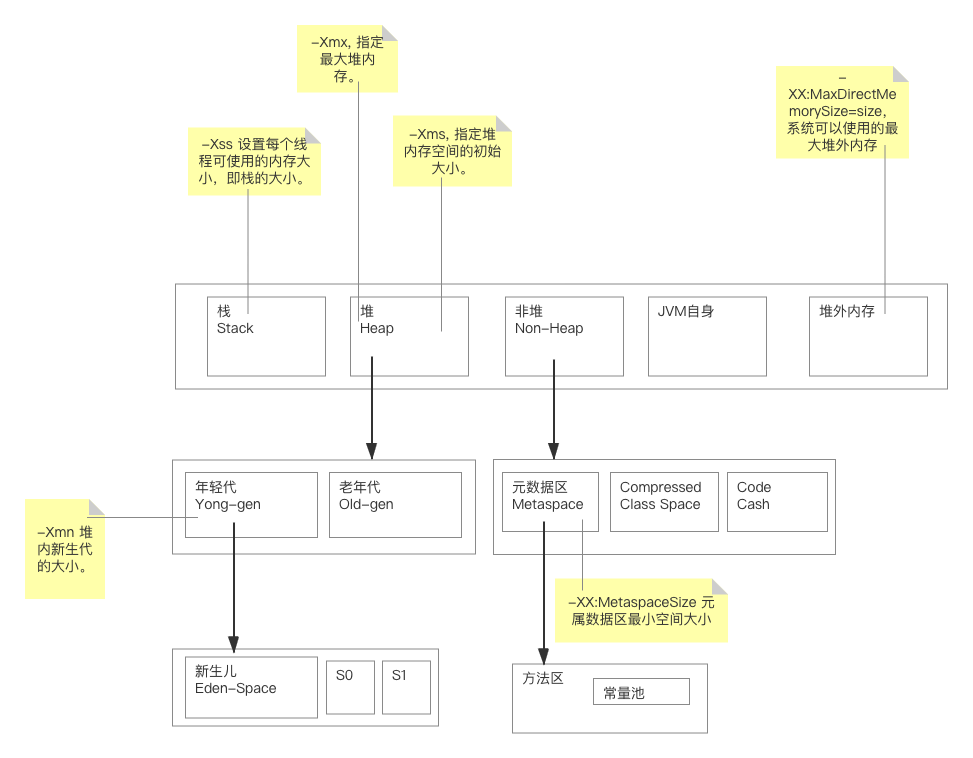 -Xmx, 指定
最大堆内
存。
-
XX:MaxDirectMe
morySize=size,
系统可以使用的最
大堆外内存
-Xms, 指定堆
内存空间的初始
大小。
-Xss 设置每个线
程可使用的内存大
小，即栈的大小。
栈
Stack
堆
Heap
非堆
Non-Heap
JVM自身
堆外内存
年轻代
Yong-gen
老年代
Old-gen
元数据区
Metaspace
Compressed
Class Space
Code
Cash
-Xmn 堆
内新生代
的大小。
-XX:MetaspaceSize 元
属数据区最小空间大小
新生儿
Eden-Space
S0
S1
方法区
常量池